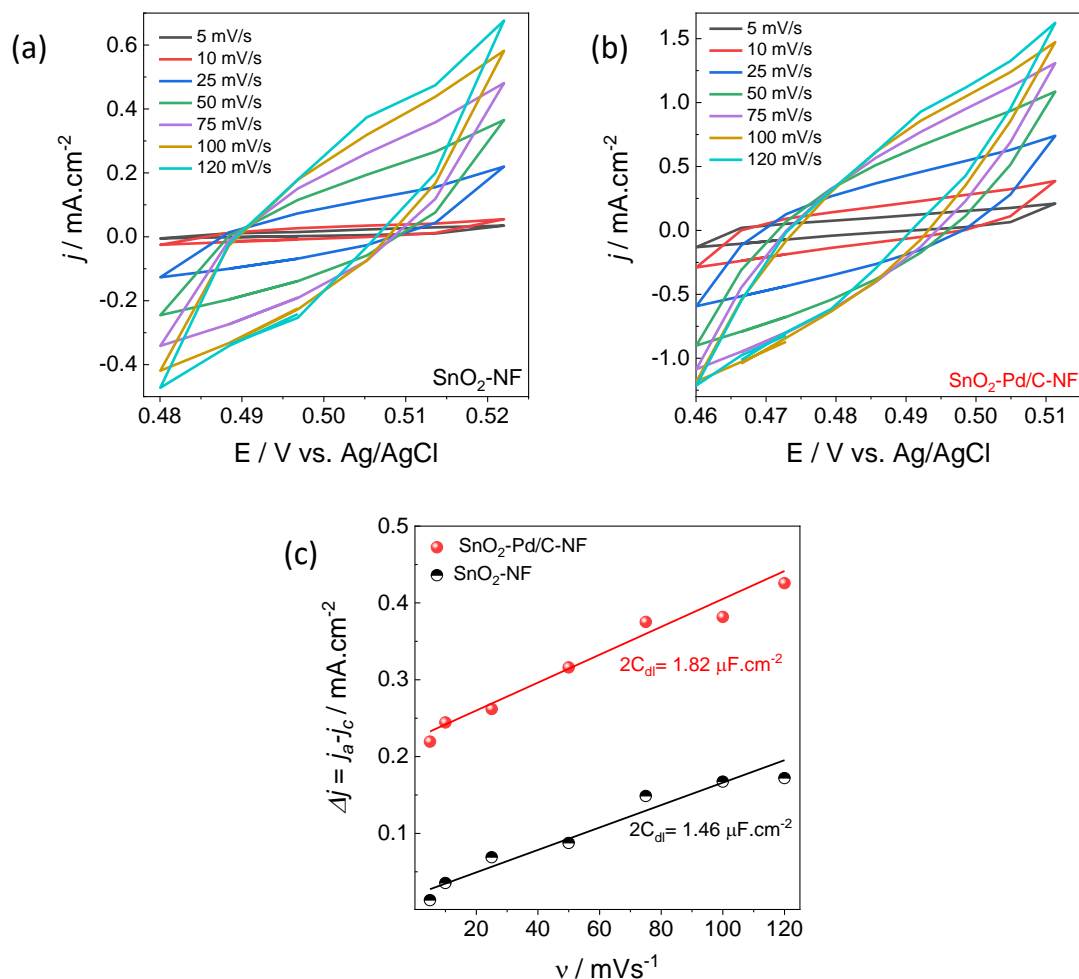 (a)
5 mV/s
10 mV/s
25 mV/s
50 mV/s
75 mV/s
100 mV/s
120 mV/s
0.6
0.4
0.2
0.0
-0.2
-0.4
j / mA.cm-2
SnO2-NF
0.48 0.49 0.50 0.51 0.52
E / V vs. Ag/AgCl
(b)
5 mV/s
10 mV/s
25 mV/s
50 mV/s
75 mV/s
100 mV/s
120 mV/s
1.5
1.0
0.5
0.0
-0.5
-1.0
j / mA.cm-2
SnO2-Pd/C-NF
0.46 0.47 0.48 0.49 0.50 0.51
E / V vs. Ag/AgCl
(c)
SnO2-Pd/C-NF
SnO2-NF
0.5
0.4
0.3
0.2
0.1
Δj = ja-jc / mA.cm-2
2Cdl= 1.82 μF.cm-2
2Cdl= 1.46 μF.cm-2
20 40 60 80 100 120
ν / mVs-1